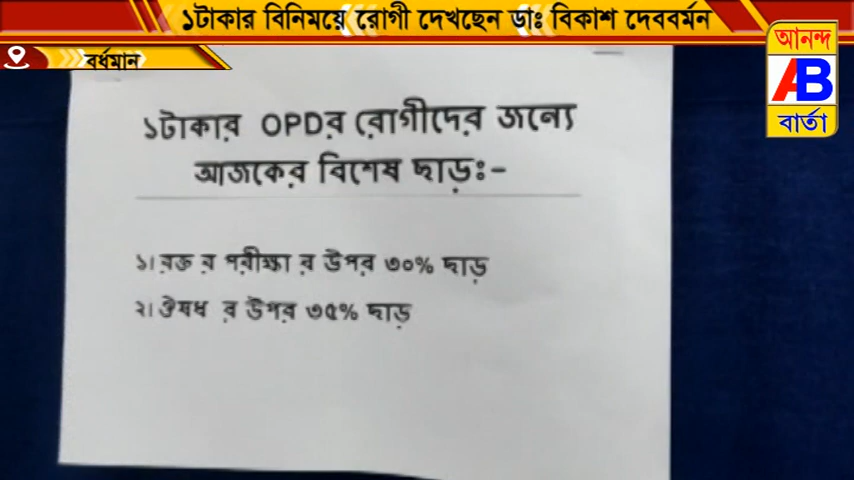 ১টাকার বিনিময়ে রোগী দেখছেন ডাঃ বিকাশ দেববর্মন
বর্ধমান
আনন্দ
AB
বার্তা
১টাকার OPDর রোগীদের জন্যে
আজকের বিশেষ ছাড়ঃ-
১। রক্ত র পরীক্ষা র উপর ৩০% ছাড়
২। ঔষধ র উপর ৩৫% ছাড়